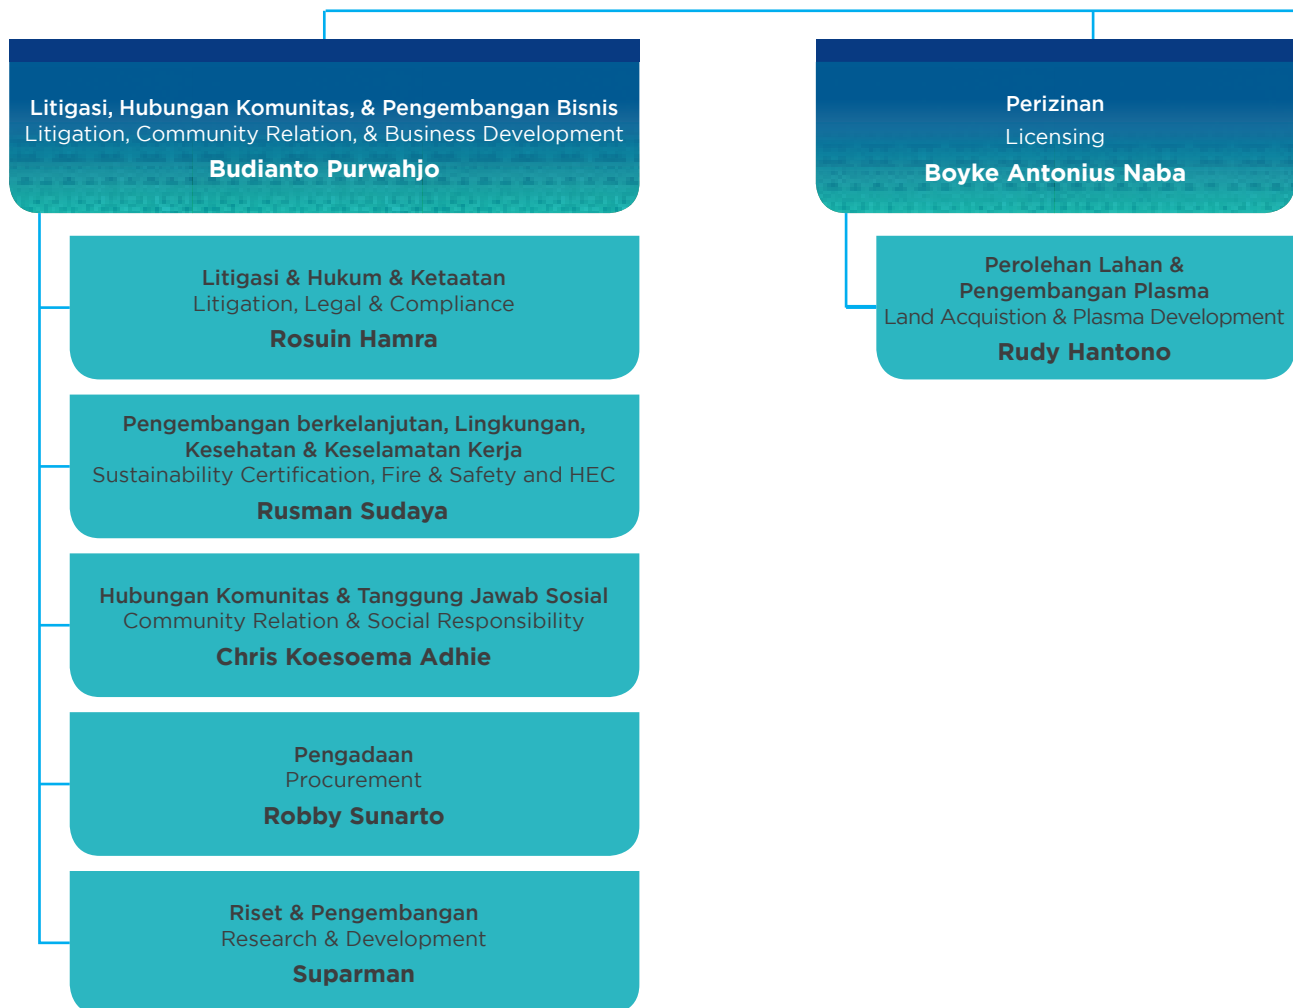 Litigasi, Hubungan Komunitas, & Pengembangan Bisnis
Litigation, Community Relation, & Business Development
Budianto Purwahjo
Litigasi & Hukum & Ketaatan
Litigation, Legal & Compliance
Rosuin Hamra
Pengembangan berkelanjutan, Lingkungan,
Kesehatan & Keselamatan Kerja
Sustainability Certification, Fire & Safety and HEC
Rusman Sudaya
Hubungan Komunitas & Tanggung Jawab Sosial
Community Relation & Social Responsibility
Chris Koesoema Adhie
Pengadaan
Procurement
Robby Sunarto
Riset & Pengembangan
Research & Development
Suparman
Perizinan
Licensing
Boyke Antonius Naba
Perolehan Lahan &
Pengembangan Plasma
Land Acquistion & Plasma Development
Rudy Hantono